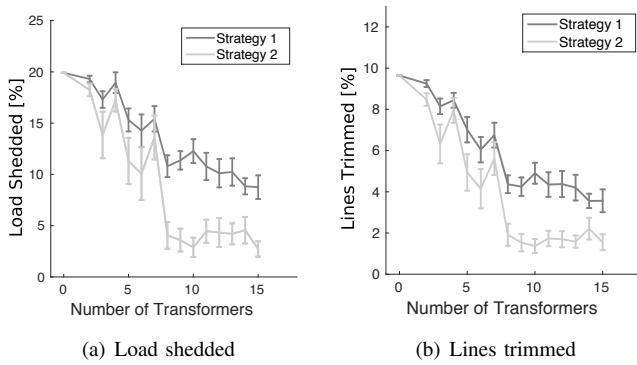 Strategy 1
Strategy 2
Load Shedded [%]
25
20
15
10
5
0
0
5
10
15
Number of Transformers
(a) Load shedded
Strategy 1
Strategy 2
Lines Trimmed [%]
12
10
8
6
4
2
0
0
5
10
15
Number of Transformers
(b) Lines trimmed